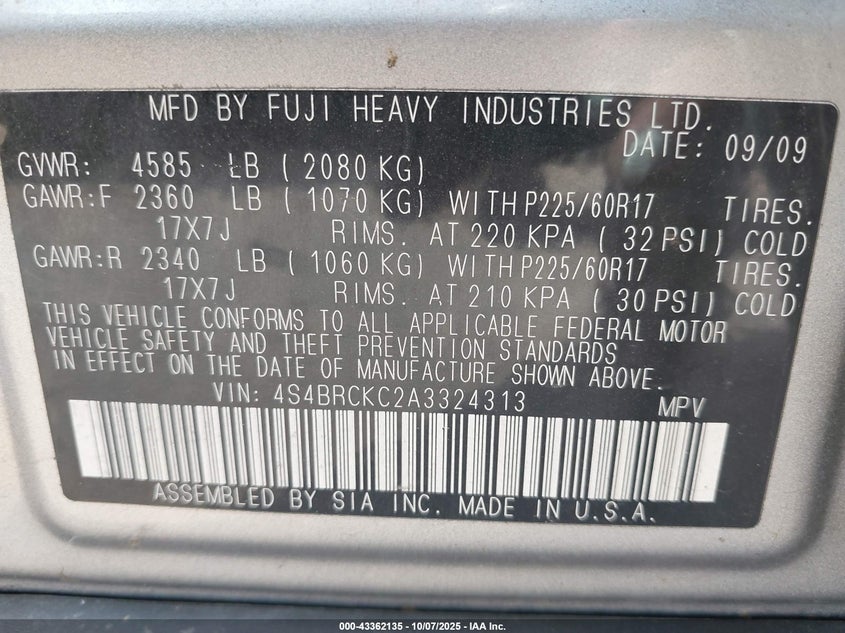 MFD BY FUJI HEAVY INDUSTRIES LTD.
DATE: 09/09
GVWR: 4585 LB ( 2080 KG)
GAWR:F 2360 LB ( 1070 KG) WITH P225/60R17 TIRES.
17X7J RIMS. AT 220 KPA ( 32 PSI) COLD
GAWR:R 2340 LB ( 1060 KG) WITH P225/60R17 TIRES.
17X7J RIMS. AT 210 KPA ( 30 PSI) COLD
THIS VEHICLE CONFORMS TO ALL APPLICABLE FEDERAL MOTOR
VEHICLE SAFETY AND THEFT PREVENTION STANDARDS
IN EFFECT ON THE DATE OF MANUFACTURE SHOWN ABOVE.
VIN: 4S4BRCKC2A3324313 MPV
ASSEMBLED BY SIA INC. MADE IN U.S.A.
000-43362135 - 10/07/2025 - IAA Inc.